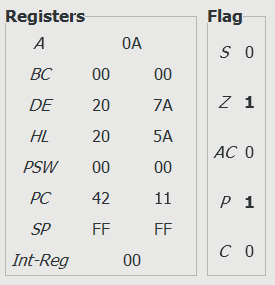 Registers
A 0A
BC 00 00
DE 20 7A
HL 20 5A
PSW 00 00
PC 42 11
SP FF FF
Int-Reg 00
Flag
S 0
Z 1
AC 0
P 1
C 0